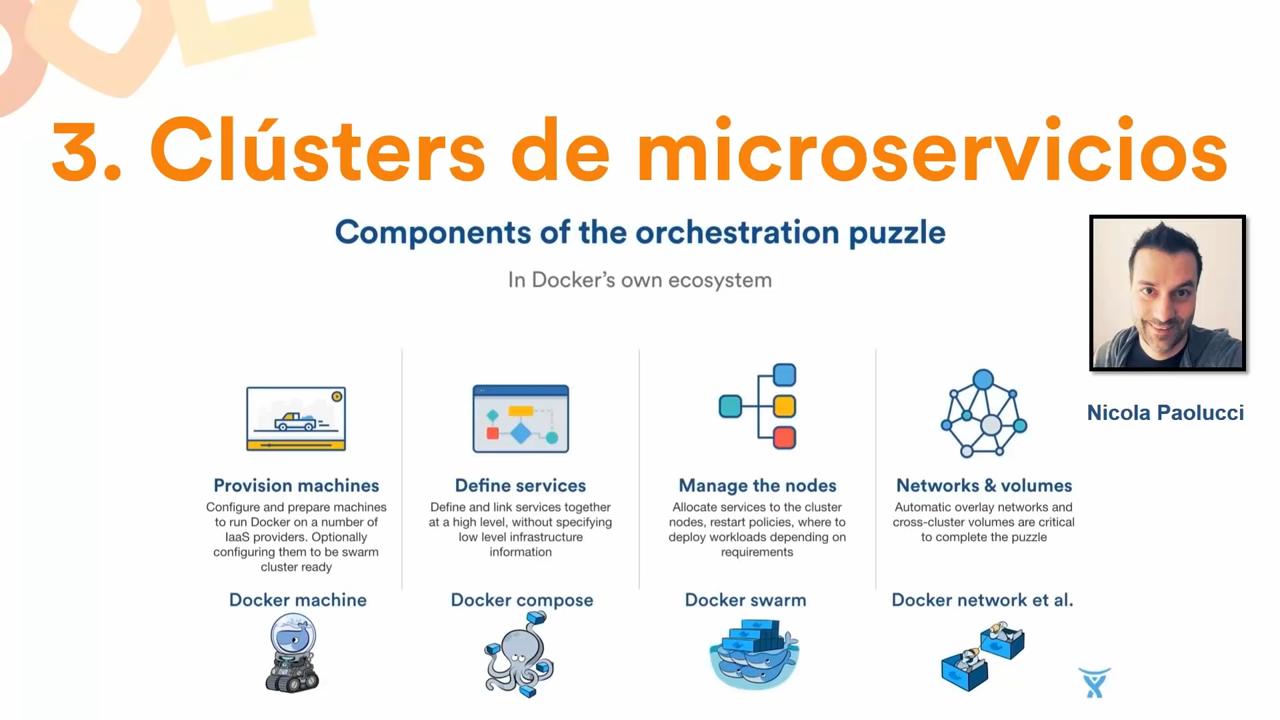 3. Clústers de microservicios
Components of the orchestration puzzle
In Docker's own ecosystem
Nicola Paolucci
Provision machines
Configure and prepare machines
to run Docker on a number of
IaaS providers. Optionally
configuring them to be swarm
cluster ready
Docker machine
Define services
Define and link services together
at a high level, without specifying
low level infrastructure
information
Docker compose
Manage the nodes
Allocate services to the cluster
nodes, restart policies, where to
deploy workloads depending on
requirements
Docker swarm
Networks & volumes
Automatic overlay networks and
cross-cluster volumes are critical
to complete the puzzle
Docker network et al.